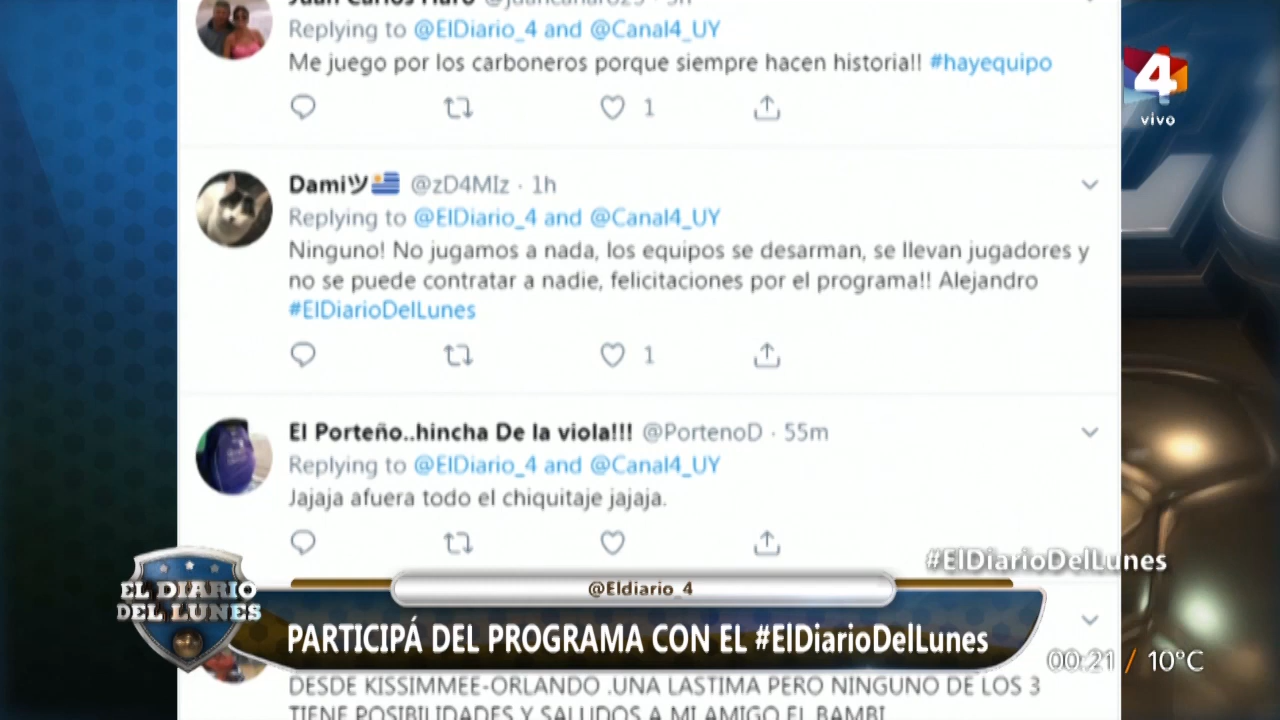 Replying to @ElDiario_4 and @Canal4_UY
Me juego por los carboneros porque siempre hacen historia!! #hayequipo
1
4
vivo
Damiツ🇺🇾 @zD4MIz · 1h
Replying to @ElDiario_4 and @Canal4_UY
Ninguno! No jugamos a nada, los equipos se desarman, se llevan jugadores y
no se puede contratar a nadie, felicitaciones por el programa!! Alejandro
#ElDiarioDelLunes
1
El Porteño..hincha De la viola!!! @PortenoD · 55m
Replying to @ElDiario_4 and @Canal4_UY
Jajaja afuera todo el chiquitaje jajaja.
#ElDiarioDelLunes
EL DIARIO
DEL LUNES
@Eldiario_4
PARTICIPÁ DEL PROGRAMA CON EL #ElDiarioDelLunes
00:21 / 10°C
DESDE KISSIMMEE-ORLANDO .UNA LASTIMA PERO NINGUNO DE LOS 3
TIENE POSIBILIDADES Y SALUDOS A MI AMIGO EL BAMBI